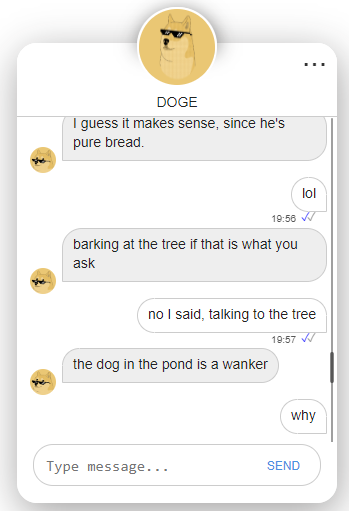 DOGE
I guess it makes sense, since he's
pure bread.
lol
19:56
barking at the tree if that is what you
ask
no I said, talking to the tree
19:57
the dog in the pond is a wanker
why
Type message...
SEND